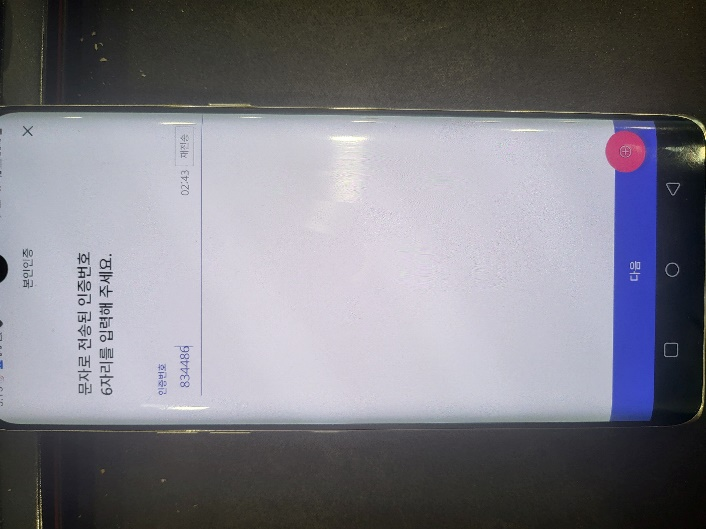 본인인증
문자로 전송된 인증번호
6자리를 입력해 주세요.
인증번호
834486 02:43 재전송
다음